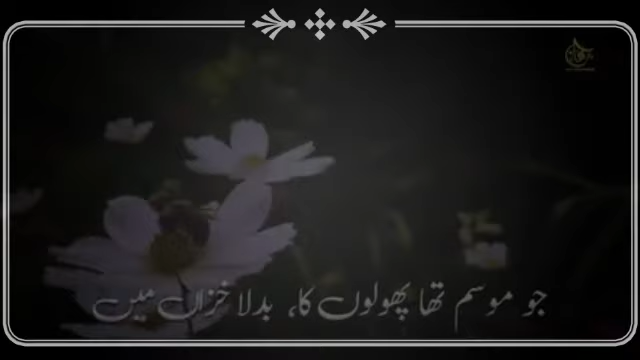 جو موسم تھا پھولوں کا، بدلا خزاں میں